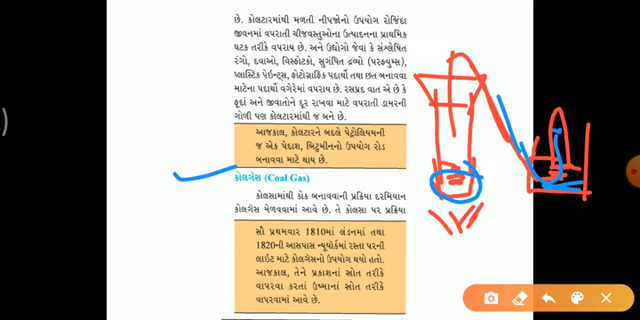 છે. કોલટારમાંથી મળતી નીપજોનો ઉપયોગ રોજિંદા
જીવનમાં વપરાતી ચીજવસ્તુઓના ઉત્પાદનના પ્રાથમિક
ઘટક તરીકે વપરાય છે. અને ઉદ્યોગો જેવા કે સંશ્લેષિત
રંગો, દવાઓ, વિસ્ફોટકો, સુગંધિત દ્રવ્યો (પરફ્યુમ્સ),
પ્લાસ્ટિક પેઇન્ટ્સ, ફોટોગ્રાફિક પદાર્થો તથા છત બનાવવા
માટેના પદાર્થો વગેરેમાં વપરાય છે. રસપ્રદ વાત એ છે કે
ફૂદાં અને જીવાતોને દૂર રાખવા માટે વપરાતી ડામરની
ગોળી પણ કોલટારમાંથી જ બને છે.
આજકાલ, કોલટારને બદલે પેટ્રોલિયમની
જ એક પેદાશ, બિટુમીનનો ઉપયોગ રોડ
બનાવવા માટે થાય છે.
કોલગૅસ (Coal Gas)
કોલસામાંથી કોક બનાવવાની પ્રક્રિયા દરમિયાન
કોલગૅસ મેળવવામાં આવે છે. તે કોલસા પર પ્રક્રિયા
સૌ પ્રથમવાર 1810માં લંડનમાં તથા
1820ની આસપાસ ન્યૂયોર્કમાં રસ્તા પરની
લાઇટ માટે કોલગૅસનો ઉપયોગ થયો હતો.
આજકાલ, તેને પ્રકાશનાં સ્રોત તરીકે
વાપરવા કરતાં ઉષ્માનાં સ્રોત તરીકે
વાપરવામાં આવે છે.